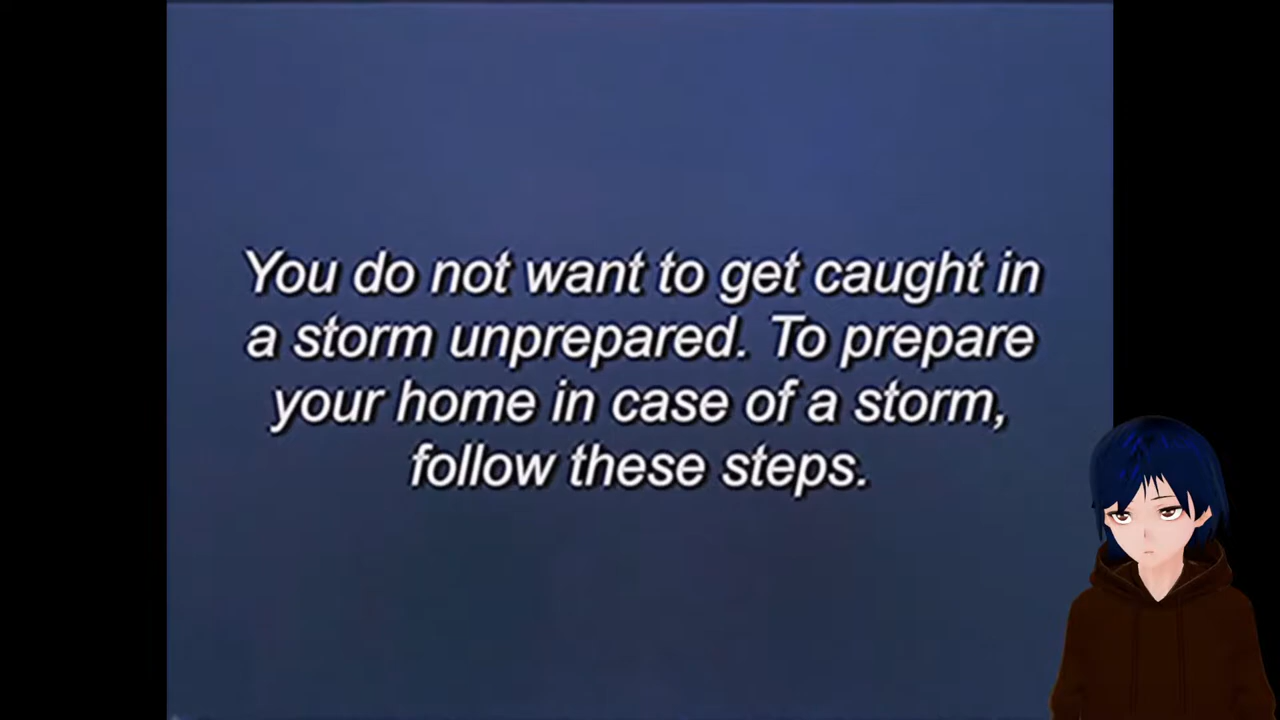 You do not want to get caught in
a storm unprepared. To prepare
your home in case of a storm,
follow these steps.